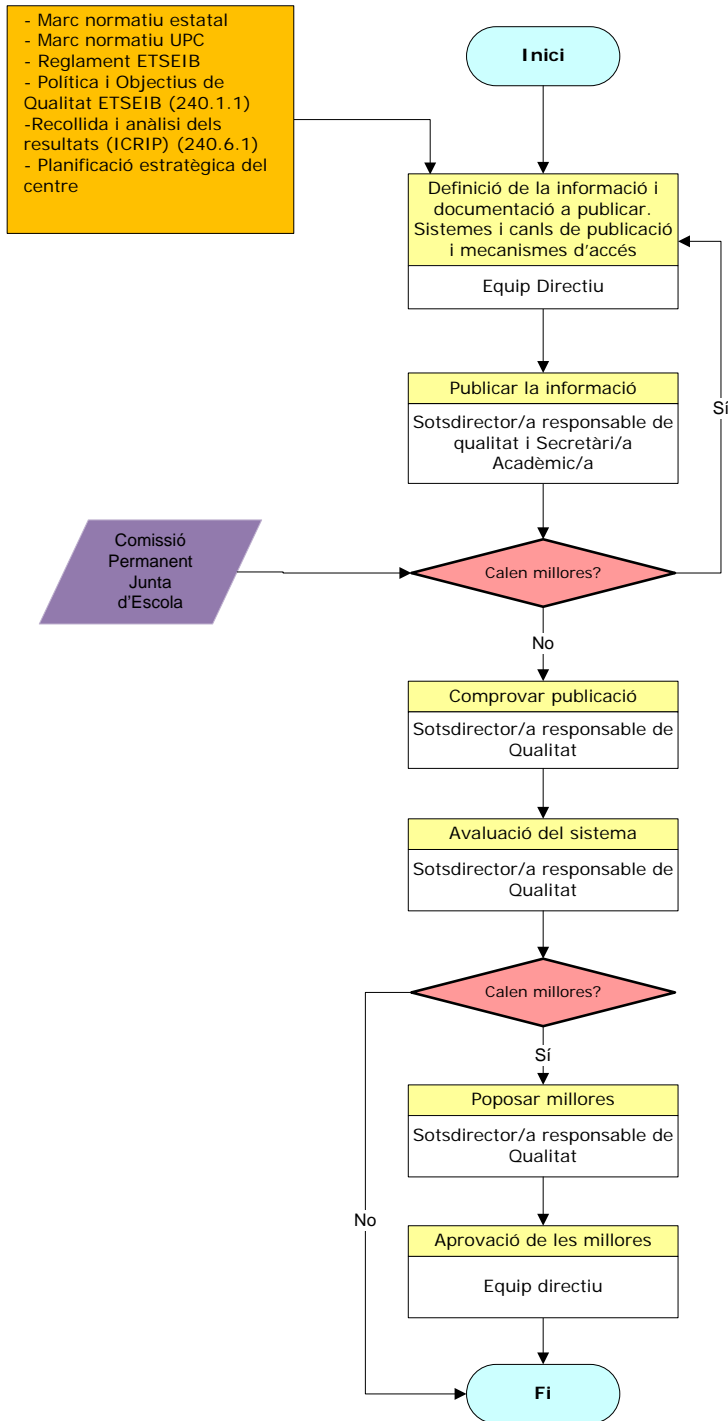 - Marc normatiu estatal
- Marc normatiu UPC
- Reglament ETSEIB
- Política i Objectius de
Qualitat ETSEIB (240.1.1)
-Recollida i anàlisi dels
resultats (ICRIP) (240.6.1)
- Planificació estratègica del
centre
Inici
Definició de la informació i
documentació a publicar.
Sistemes i canls de publicació
i mecanismes d'accés
Equip Directiu
Publicar la informació
Sotsdirector/a responsable de
qualitat i Secretàri/a
Acadèmic/a
Sí
Comissió
Permanent
Junta
d'Escola
Calen millores?
No
Comprovar publicació
Sotsdirector/a responsable de
Qualitat
Avaluació del sistema
Sotsdirector/a responsable de
Qualitat
Calen millores?
Sí
Poposar millores
Sotsdirector/a responsable de
Qualitat
No
Aprovació de les millores
Equip directiu
Fi